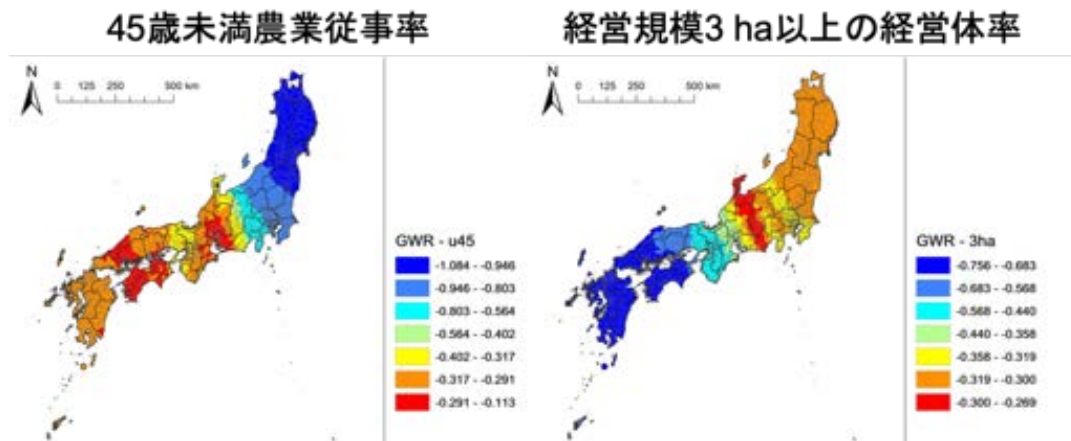 45歳未満農業従事率
経営規模3 ha以上の経営体率
N
0 125 250 500 km
GWR - u45
-1.084 - -0.946
-0.946 - -0.803
-0.803 - -0.564
-0.564 - -0.402
-0.402 - -0.317
-0.317 - -0.291
-0.291 - -0.113
N
0 125 250 500 km
GWR - 3ha
-0.756 - -0.683
-0.683 - -0.568
-0.568 - -0.440
-0.440 - -0.358
-0.358 - -0.319
-0.319 - -0.300
-0.300 - -0.269